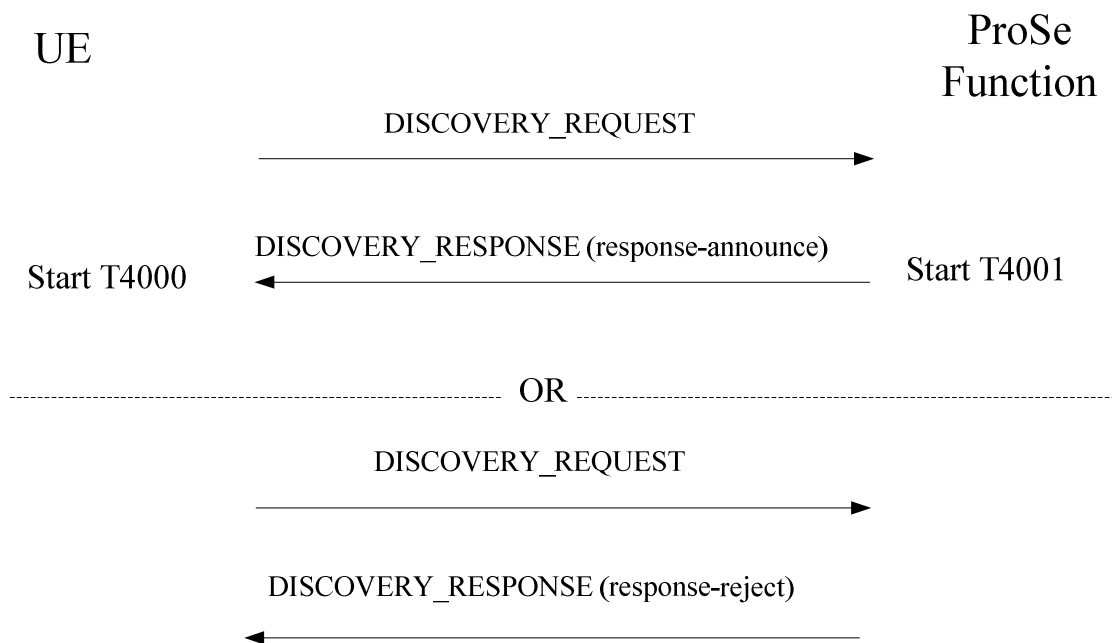 UE
ProSe
Function
DISCOVERY_REQUEST
DISCOVERY_RESPONSE (response-announce)
Start T4000
Start T4001
OR
DISCOVERY_REQUEST
DISCOVERY_RESPONSE (response-reject)